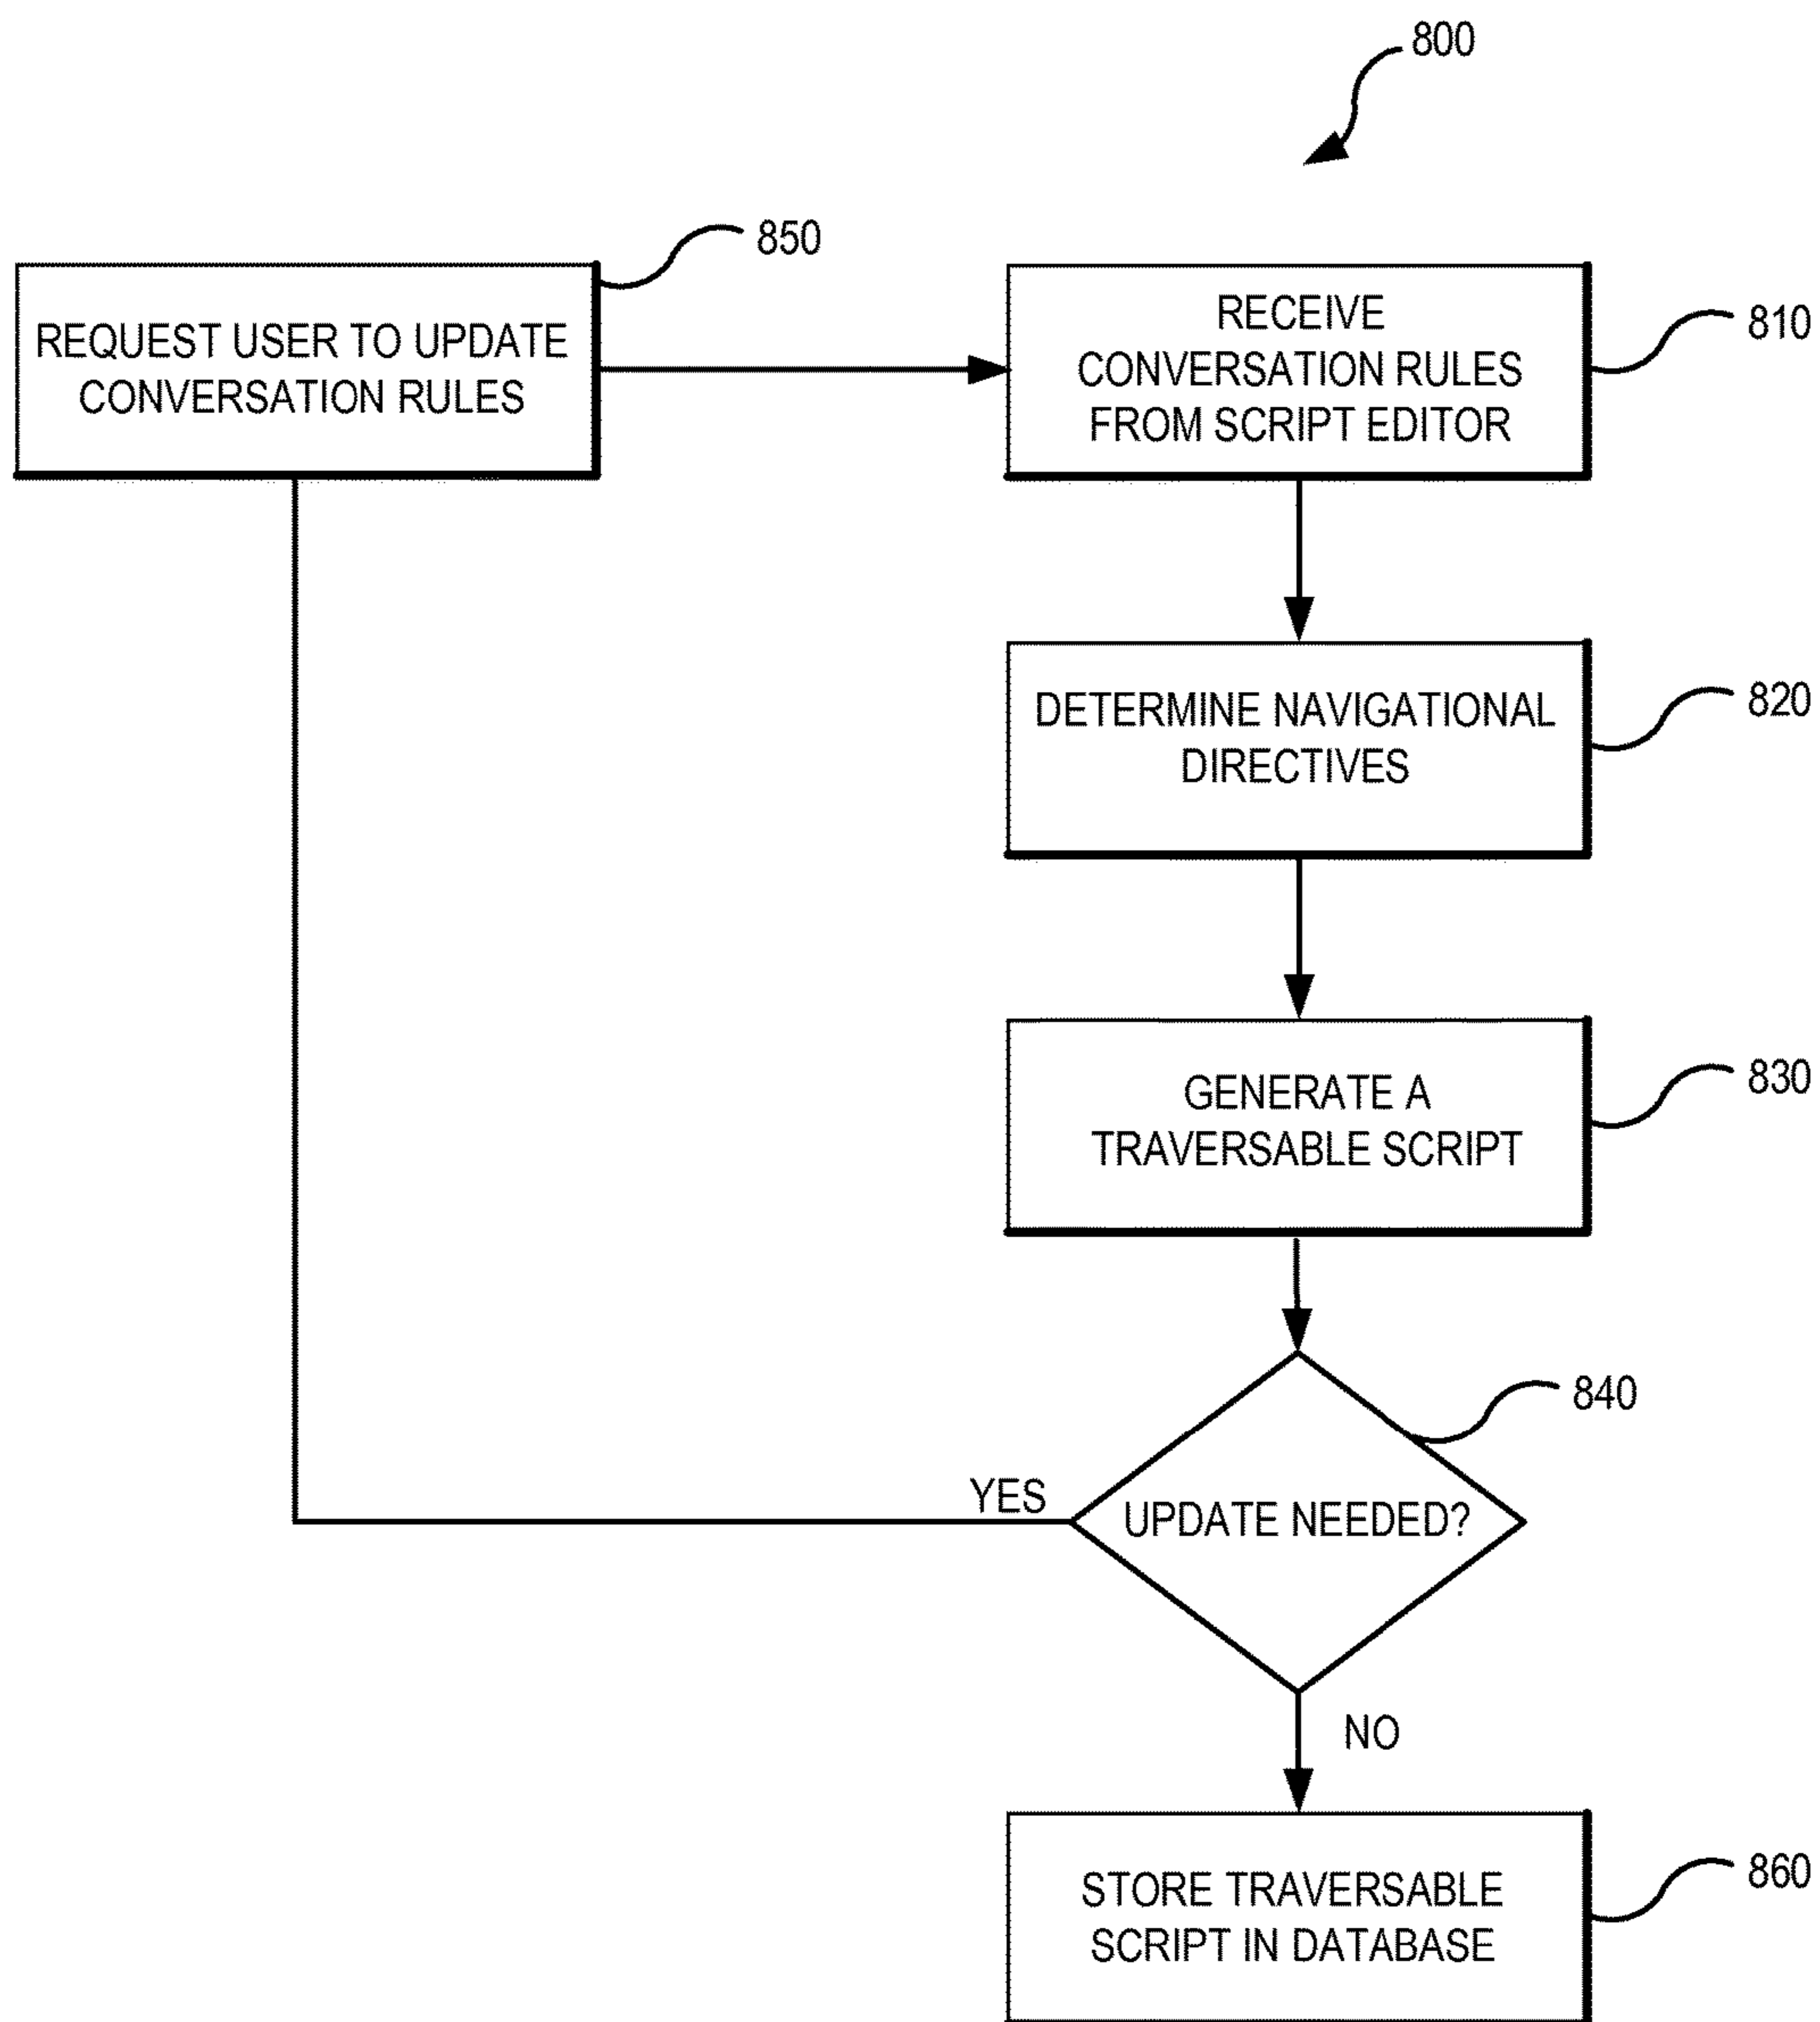 800
850
REQUEST USER TO UPDATE
CONVERSATION RULES
RECEIVE
CONVERSATION RULES
FROM SCRIPT EDITOR
810
DETERMINE NAVIGATIONAL
DIRECTIVES
820
GENERATE A
TRAVERSABLE SCRIPT
830
840
YES
UPDATE NEEDED?
NO
STORE TRAVERSABLE
SCRIPT IN DATABASE
860